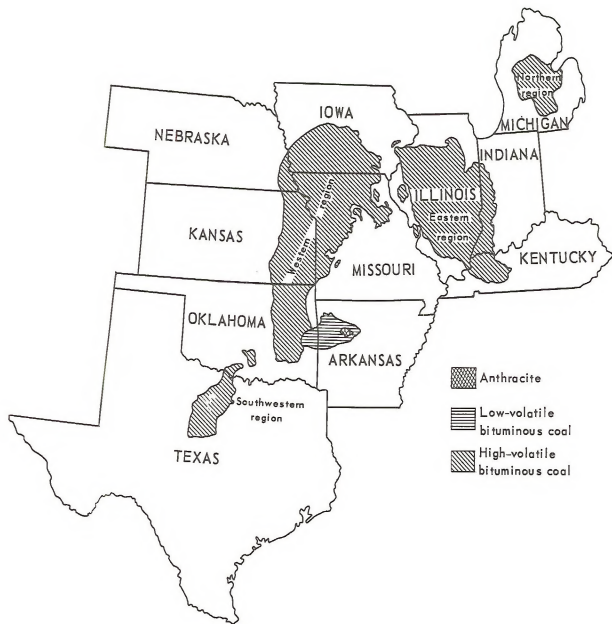 Northern
region
MICHIGAN
IOWA
NEBRASKA
INDIANA
ILLINOIS
Eastern
region
Western region
KANSAS
MISSOURI
KENTUCKY
OKLAHOMA
ARKANSAS
Southwestern
region
TEXAS
Anthracite
Low-volatile
bituminous coal
High-volatile
bituminous coal